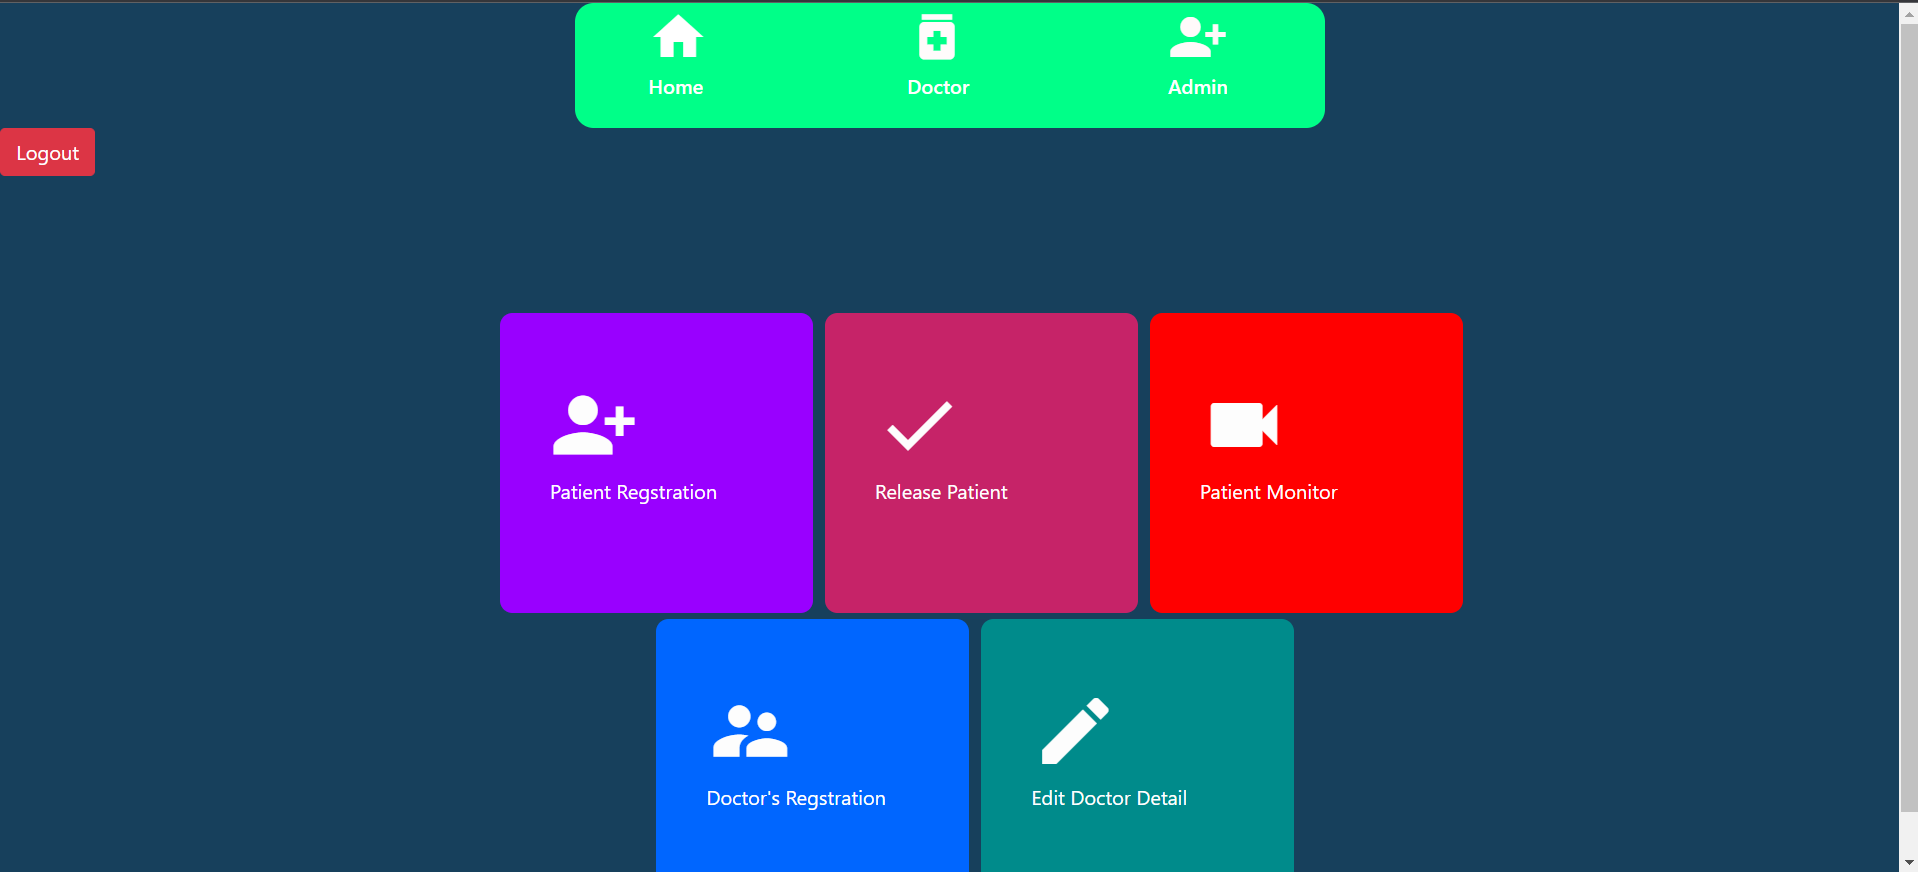 Home
Doctor
Admin
Logout
Patient Regstration
Release Patient
Patient Monitor
Doctor's Regstration
Edit Doctor Detail